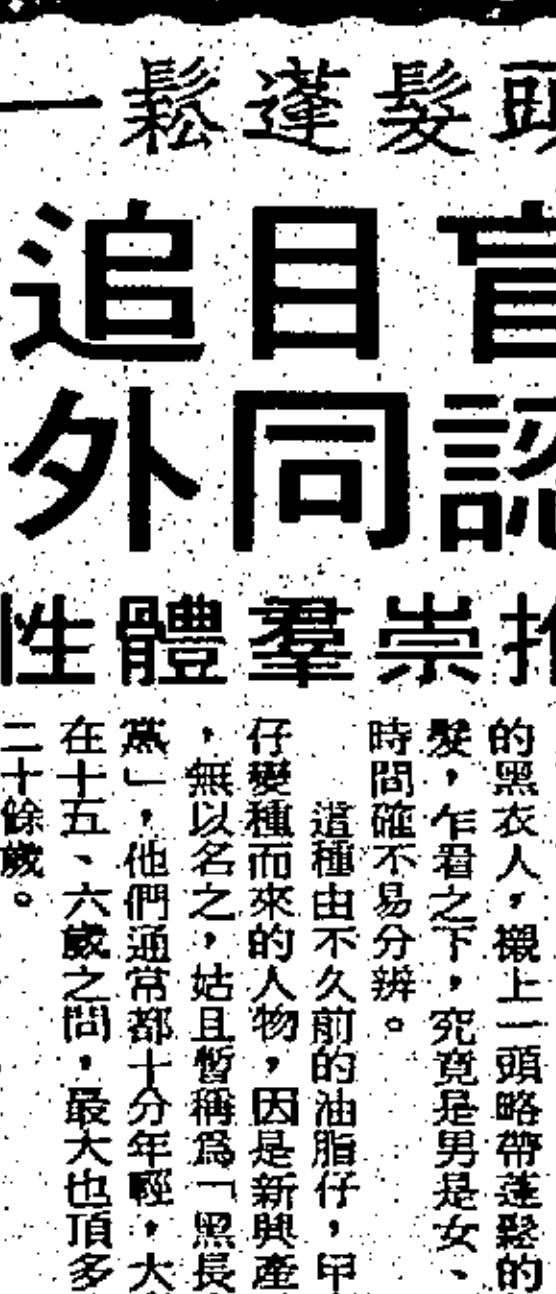 頭髮蓬鬆一
盲目追
認同外
推崇羣體性
的黑衣人，襯上一頭略帶蓬鬆的
髮，乍看之下，究竟是男是女、
時間確不易分辨。
這種由不久前的油脂仔，甲
仔變種而來的人物，因是新興產
，無以名之，姑且暫稱爲「黑長
黨」，他們通常都十分年輕，大
在十五、六歲之間，最大也頂多
二十餘歲。